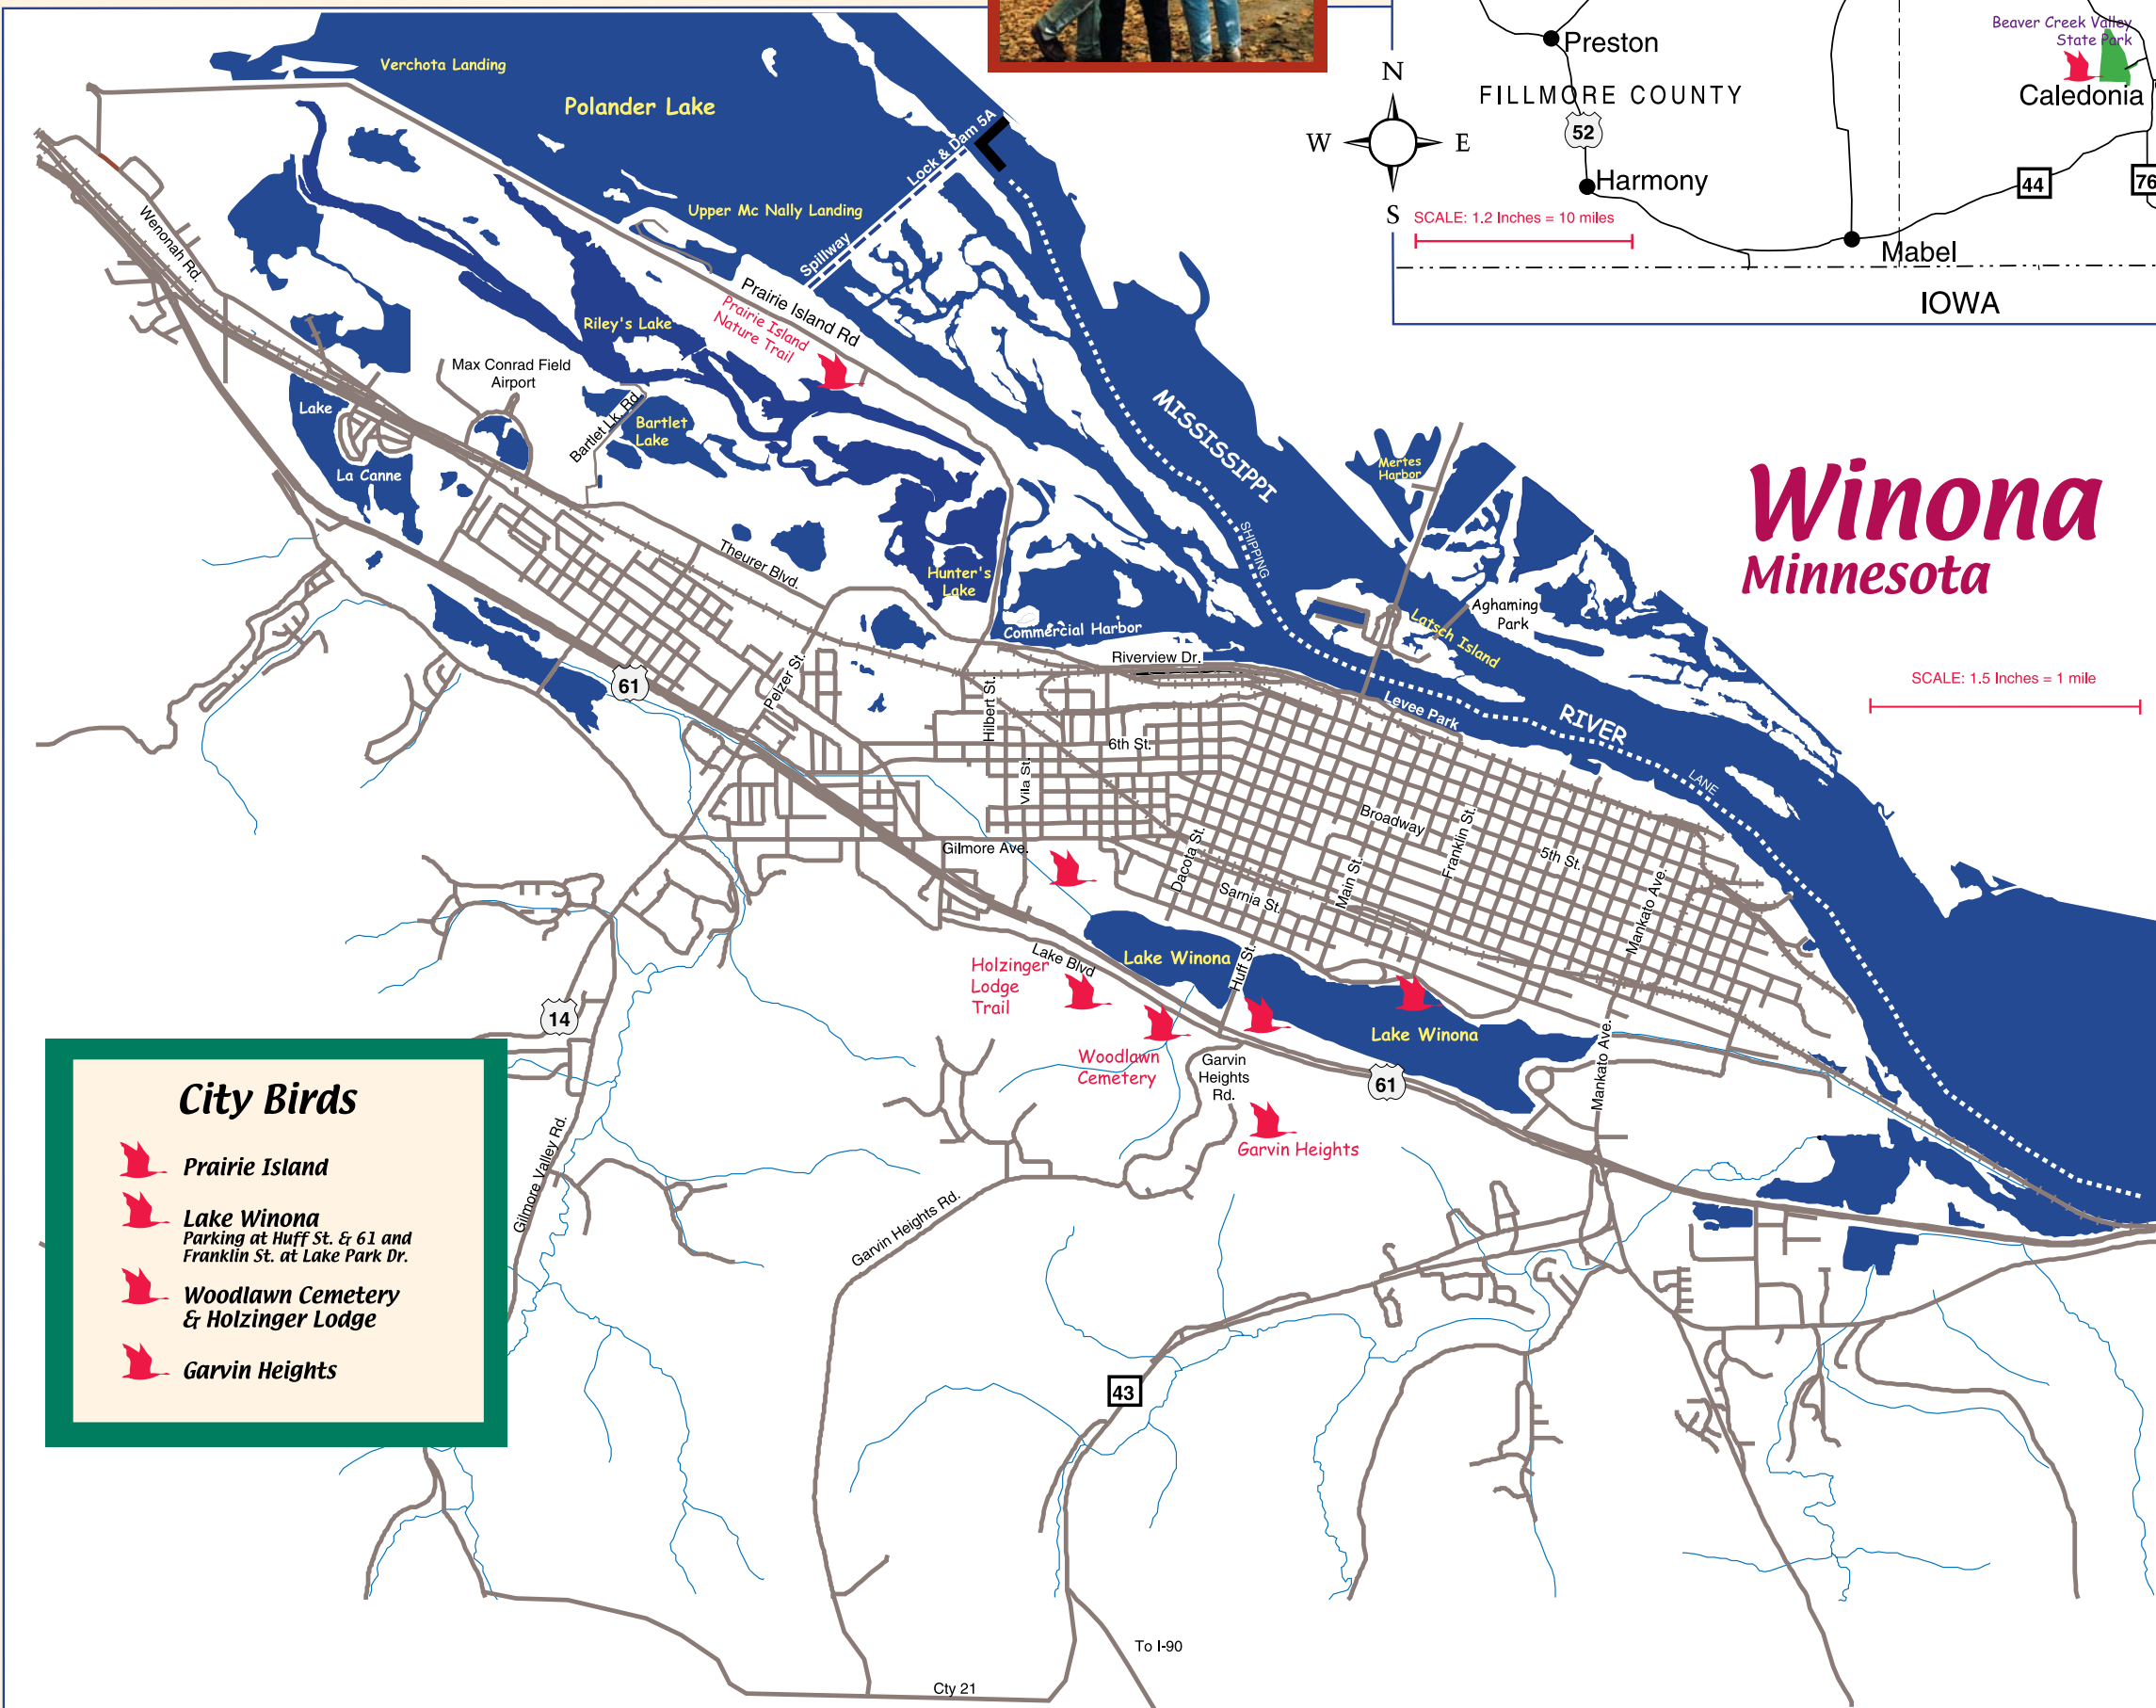 Verchota Landing
Polander Lake
Lock & Dam 5A
Upper Mc Nally Landing
Spillway
Wenonah Rd.
Prairie Island Rd
Prairie Island
Nature Trail
Riley's Lake
Max Conrad Field
Airport
Lake
La Canne
Bartlet Lk. Rd.
Bartlet
Lake
Theurer Blvd.
Hunter's
Lake
Commercial Harbor
MISSISSIPPI
SHIPPING
Mertes
Harbor
Latsch Island
Aghaming
Park
Riverview Dr.
Levee Park
RIVER
LANE
61
Pelzer St.
Hilbert St.
6th St.
Vila St.
Broadway
Franklin St.
5th St.
Gilmore Ave.
Dacota St.
Sarnia St.
Main St.
Mankato Ave.
Lake Blvd
Lake Winona
Huff St.
Holzinger
Lodge
Trail
Lake Winona
Woodlawn
Cemetery
Garvin
Heights
Rd.
61
Mankato Ave.
Garvin Heights
14
Gilmore Valley Rd.
Garvin Heights Rd.
43
To I-90
Cty 21
N
W
E
S
Preston
FILLMORE COUNTY
52
Harmony
SCALE: 1.2 Inches = 10 miles
Beaver Creek Valley
State Park
Caledonia
44
76
Mabel
IOWA
Winona
Minnesota
SCALE: 1.5 Inches = 1 mile
City Birds
Prairie Island
Lake Winona
Parking at Huff St. & 61 and
Franklin St. at Lake Park Dr.
Woodlawn Cemetery
& Holzinger Lodge
Garvin Heights